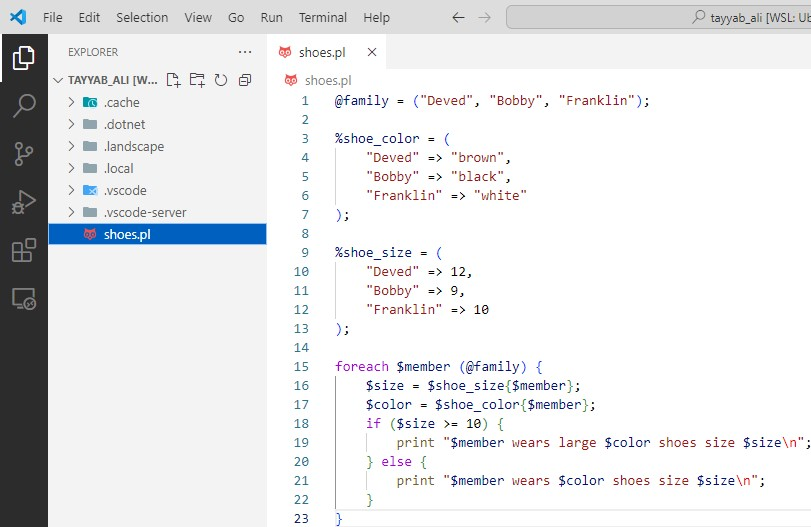 File Edit Selection View Go Run Terminal Help
tayyab_ali [WSL: Ub
EXPLORER
TAYYAB_ALI [W...
.cache
.dotnet
.landscape
.local
.vscode
.vscode-server
shoes.pl
shoes.pl
shoes.pl
1 @family = ("Deved", "Bobby", "Franklin");
2
3 %shoe_color = (
4 "Deved" => "brown",
5 "Bobby" => "black",
6 "Franklin" => "white"
7 );
8
9 %shoe_size = (
10 "Deved" => 12,
11 "Bobby" => 9,
12 "Franklin" => 10
13 );
14
15 foreach $member (@family) {
16 $size = $shoe_size{$member};
17 $color = $shoe_color{$member};
18 if ($size >= 10) {
19 print "$member wears large $color shoes size $size\n";
20 } else {
21 print "$member wears $color shoes size $size\n";
22 }
23 }